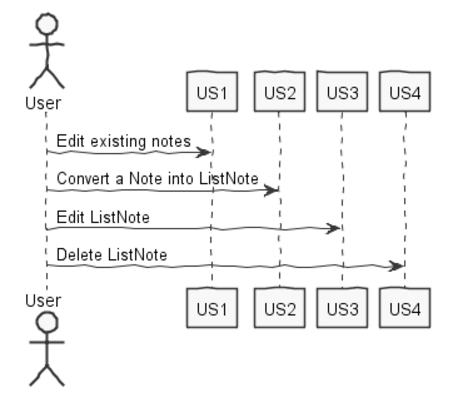 User
US1 US2 US3 US4
Edit existing notes
Convert a Note into ListNote
Edit ListNote
Delete ListNote
User
US1 US2 US3 US4